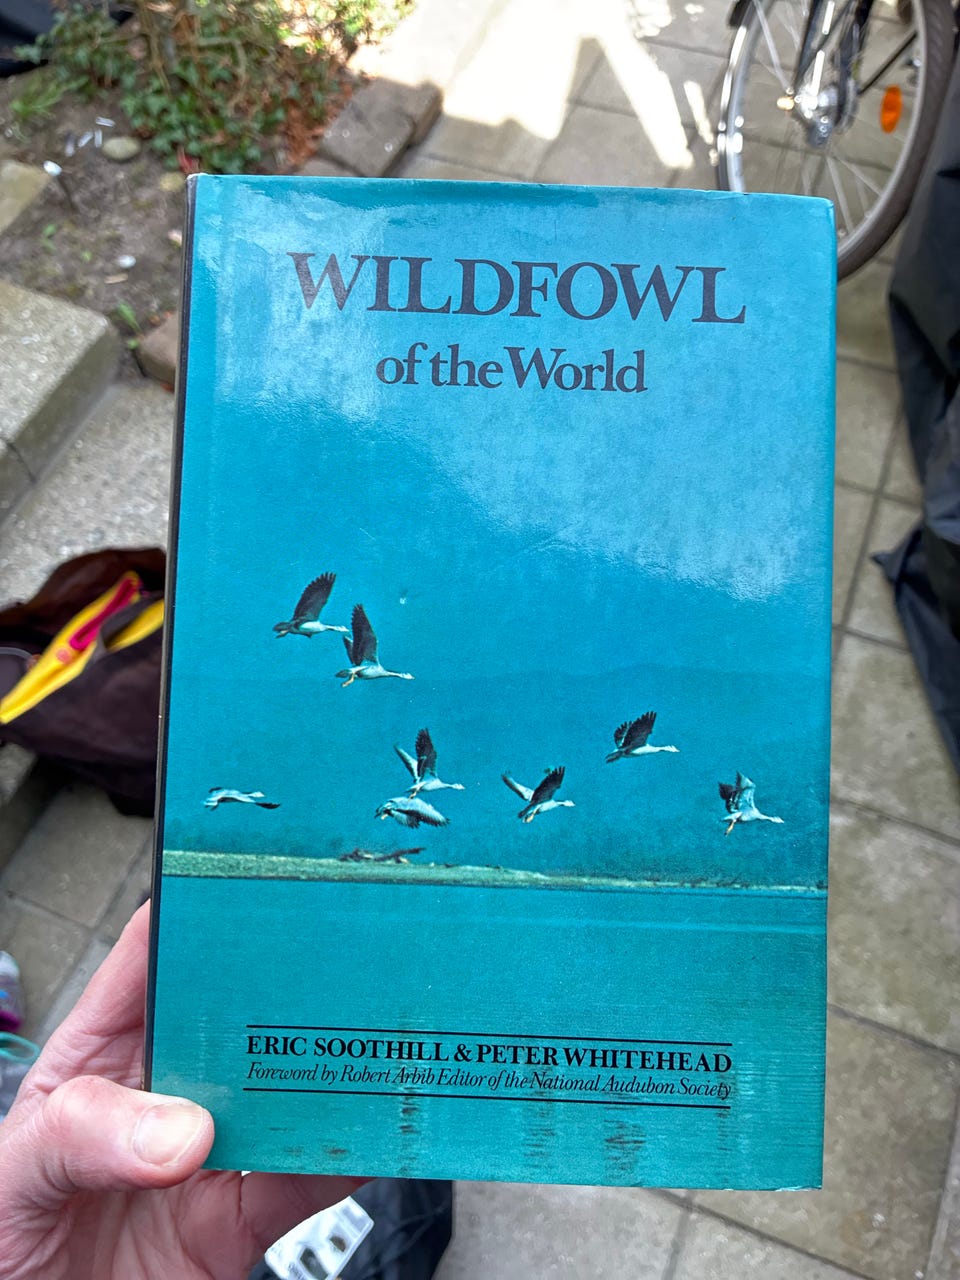 WILDFOWL
of the World
ERIC SOOTHILL & PETER WHITEHEAD
Foreword by Robert Arbib Editor of the National Audubon Society